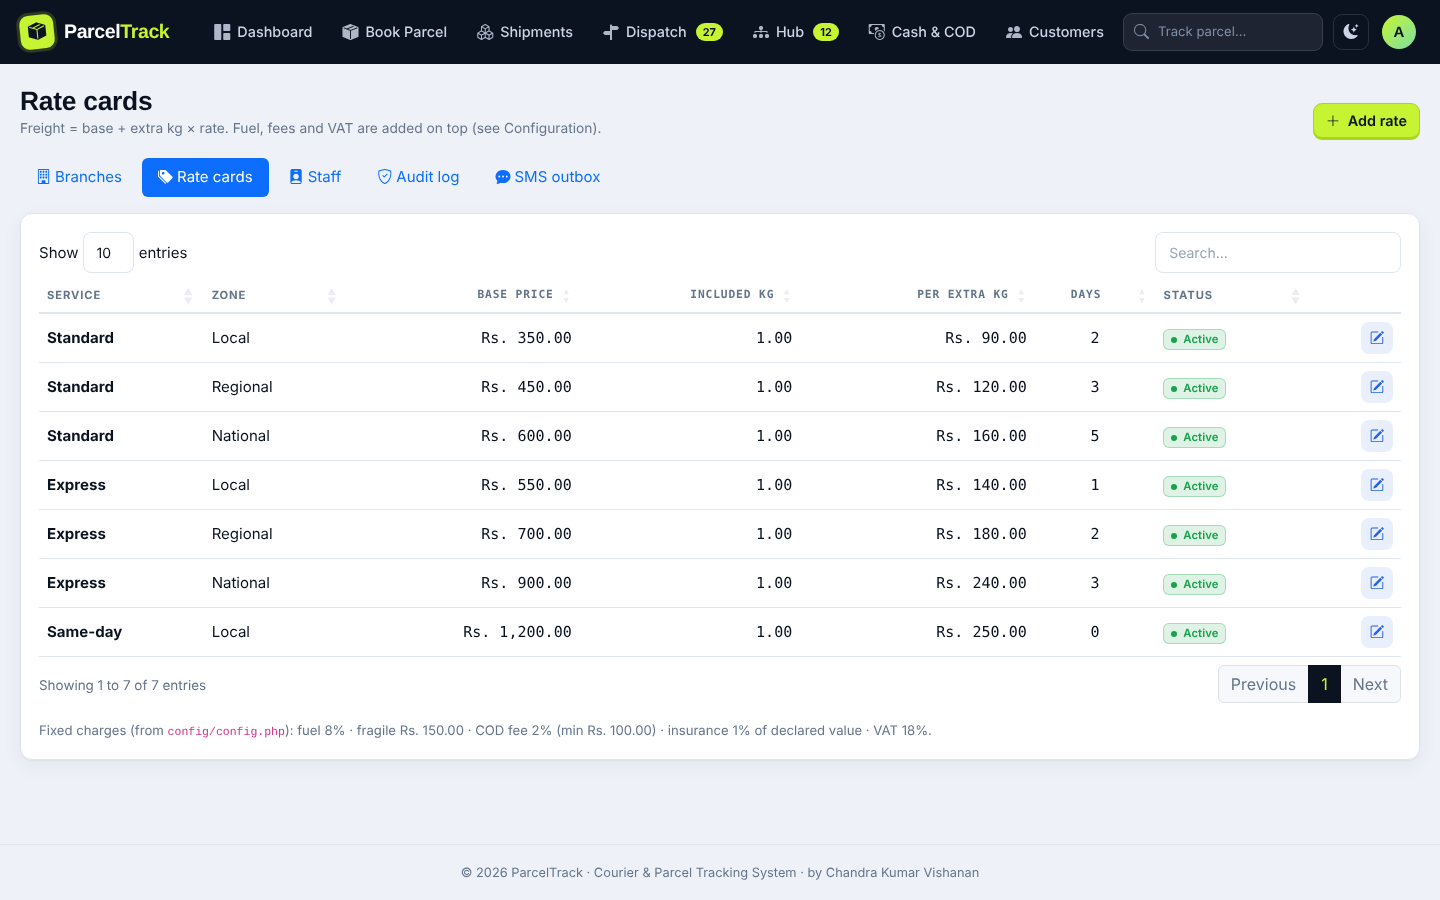 ParcelTrack Dashboard Book Parcel Shipments Dispatch 27 Hub 12 Cash & COD Customers Track parcel... A
Rate cards
Freight = base + extra kg × rate. Fuel, fees and VAT are added on top (see Configuration).
Add rate
Branches Rate cards Staff Audit log SMS outbox
Show 10 entries Search...
SERVICE ZONE BASE PRICE INCLUDED KG PER EXTRA KG DAYS STATUS
Standard Local Rs. 350.00 1.00 Rs. 90.00 2 Active
Standard Regional Rs. 450.00 1.00 Rs. 120.00 3 Active
Standard National Rs. 600.00 1.00 Rs. 160.00 5 Active
Express Local Rs. 550.00 1.00 Rs. 140.00 1 Active
Express Regional Rs. 700.00 1.00 Rs. 180.00 2 Active
Express National Rs. 900.00 1.00 Rs. 240.00 3 Active
Same-day Local Rs. 1,200.00 1.00 Rs. 250.00 0 Active
Showing 1 to 7 of 7 entries Previous 1 Next
Fixed charges (from config/config.php): fuel 8% · fragile Rs. 150.00 · COD fee 2% (min Rs. 100.00) · insurance 1% of declared value · VAT 18%.
© 2026 ParcelTrack · Courier & Parcel Tracking System · by Chandra Kumar Vishanan